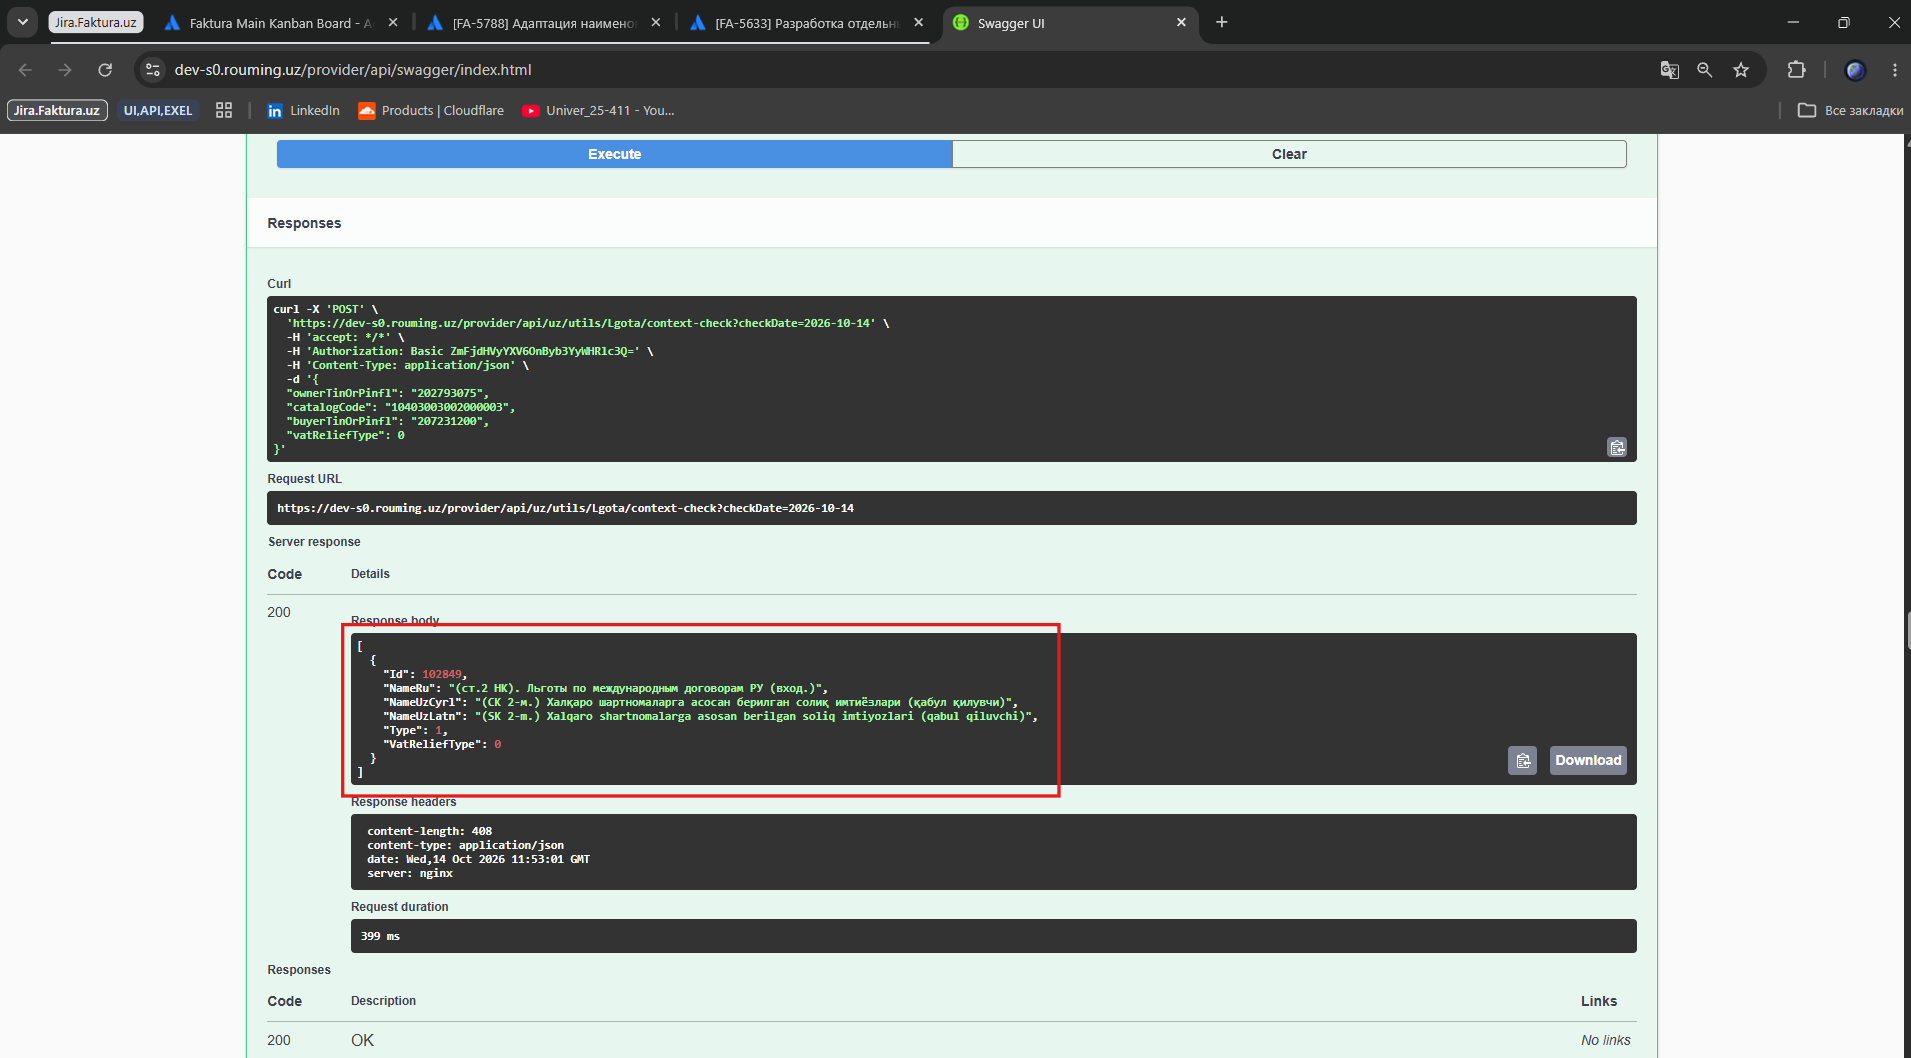 Jira.Faktura.uz
Faktura Main Kanban Board - A
[FA-5788] Адаптация наимено
[FA-5633] Разработка отдельн
Swagger UI
dev-s0.rouming.uz/provider/api/swagger/index.html
Jira.Faktura.uz
UI,API,EXEL
LinkedIn
Products | Cloudflare
Univer_25-411 - You...
Все закладки
Execute
Clear
Responses
Curl
curl -X 'POST' \
'https://dev-s0.rouming.uz/provider/api/uz/utils/Lgota/context-check?checkDate=2026-10-14' \
-H 'accept: */*' \
-H 'Authorization: Basic ZmFjdHVyYXV6OnByb3YyWHRlc3Q=' \
-H 'Content-Type: application/json' \
-d '{
"ownerTinOrPinfl": "202793075",
"catalogCode": "10403003002000003",
"buyerTinOrPinfl": "207231200",
"vatReliefType": 0
}'
Request URL
https://dev-s0.rouming.uz/provider/api/uz/utils/Lgota/context-check?checkDate=2026-10-14
Server response
Code
Details
200
Response body
[
{
"Id": 102849,
"NameRu": "(ст.2 НК). Льготы по международным договорам РУ (вход.)",
"NameUzCyrl": "(СК 2-м.) Халқаро шартномаларга асосан берилган солиқ имтиёзлари (қабул қилувчи)",
"NameUzLatn": "(SK 2-m.) Xalqaro shartnomalarga asosan berilgan soliq imtiyozlari (qabul qiluvchi)",
"Type": 1,
"VatReliefType": 0
}
]
Download
Response headers
content-length: 408
content-type: application/json
date: Wed,14 Oct 2026 11:53:01 GMT
server: nginx
Request duration
399 ms
Responses
Code
Description
Links
200
OK
No links